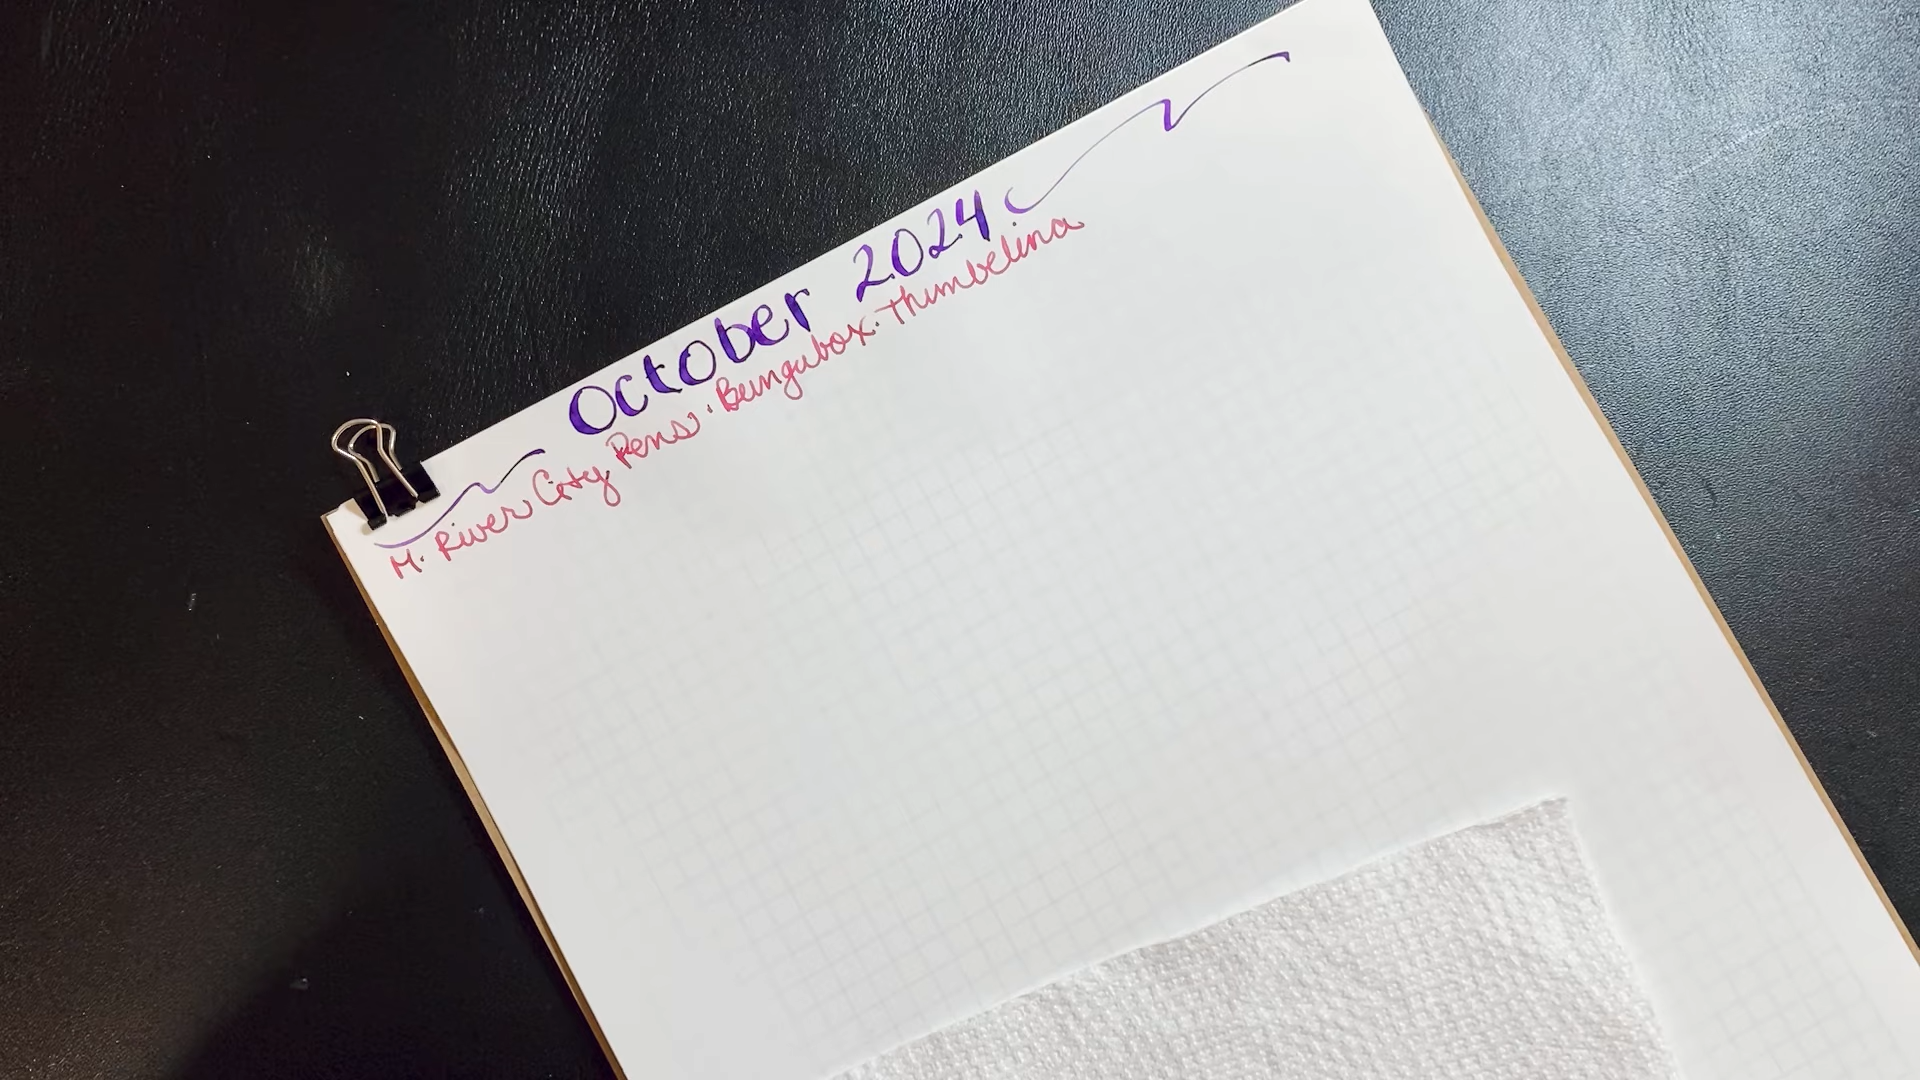 October 2024
M. River City Pens • Bungubox • Thumbelina